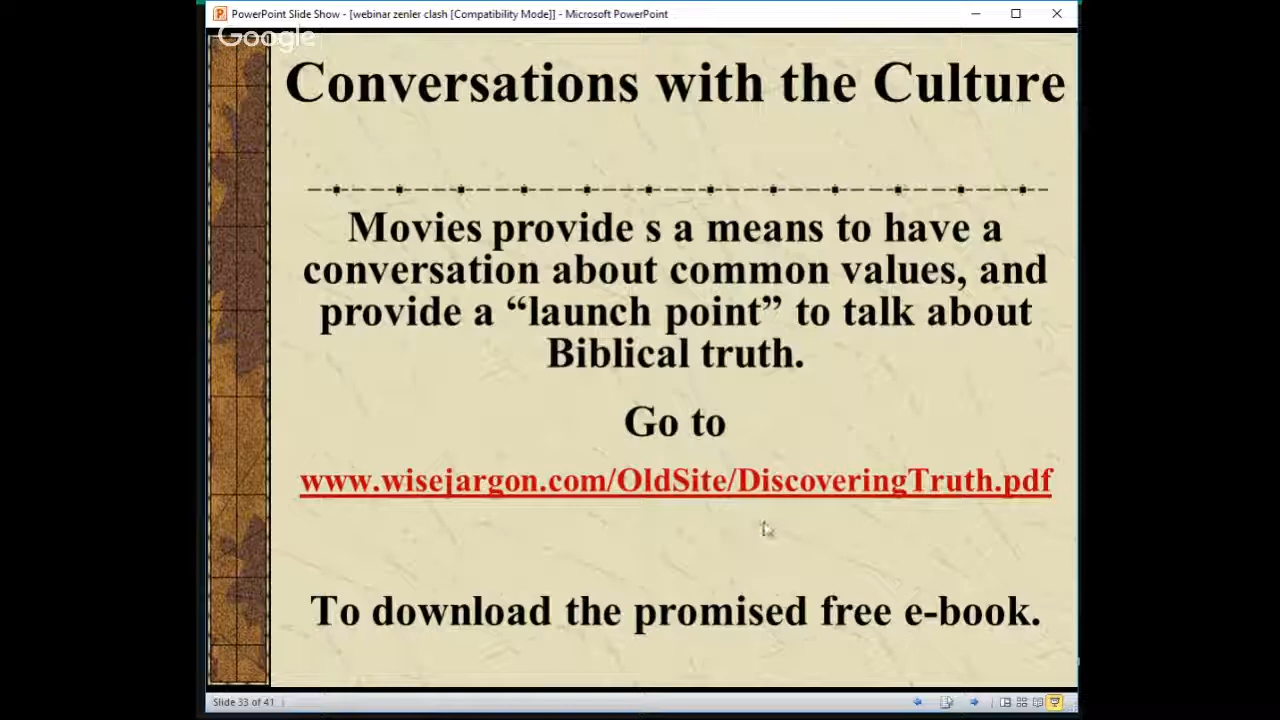 PowerPoint Slide Show - [webinar zenler clash [Compatibility Mode]] - Microsoft PowerPoint
Google
Conversations with the Culture
Movies provide s a means to have a
conversation about common values, and
provide a “launch point” to talk about
Biblical truth.
Go to
www.wisejargon.com/OldSite/DiscoveringTruth.pdf
To download the promised free e-book.
Slide 33 of 41